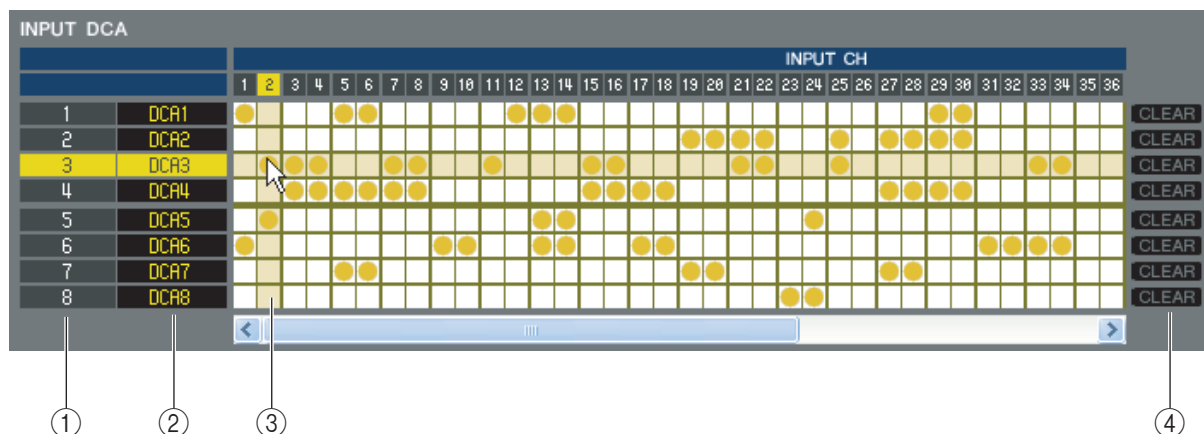 INPUT DCA
INPUT CH
1 2 3 4 5 6 7 8 9 10 11 12 13 14 15 16 17 18 19 20 21 22 23 24 25 26 27 28 29 30 31 32 33 34 35 36
1 DCA1 CLEAR
2 DCA2 CLEAR
3 DCA3 CLEAR
4 DCA4 CLEAR
5 DCA5 CLEAR
6 DCA6 CLEAR
7 DCA7 CLEAR
8 DCA8 CLEAR
1 2 3 4